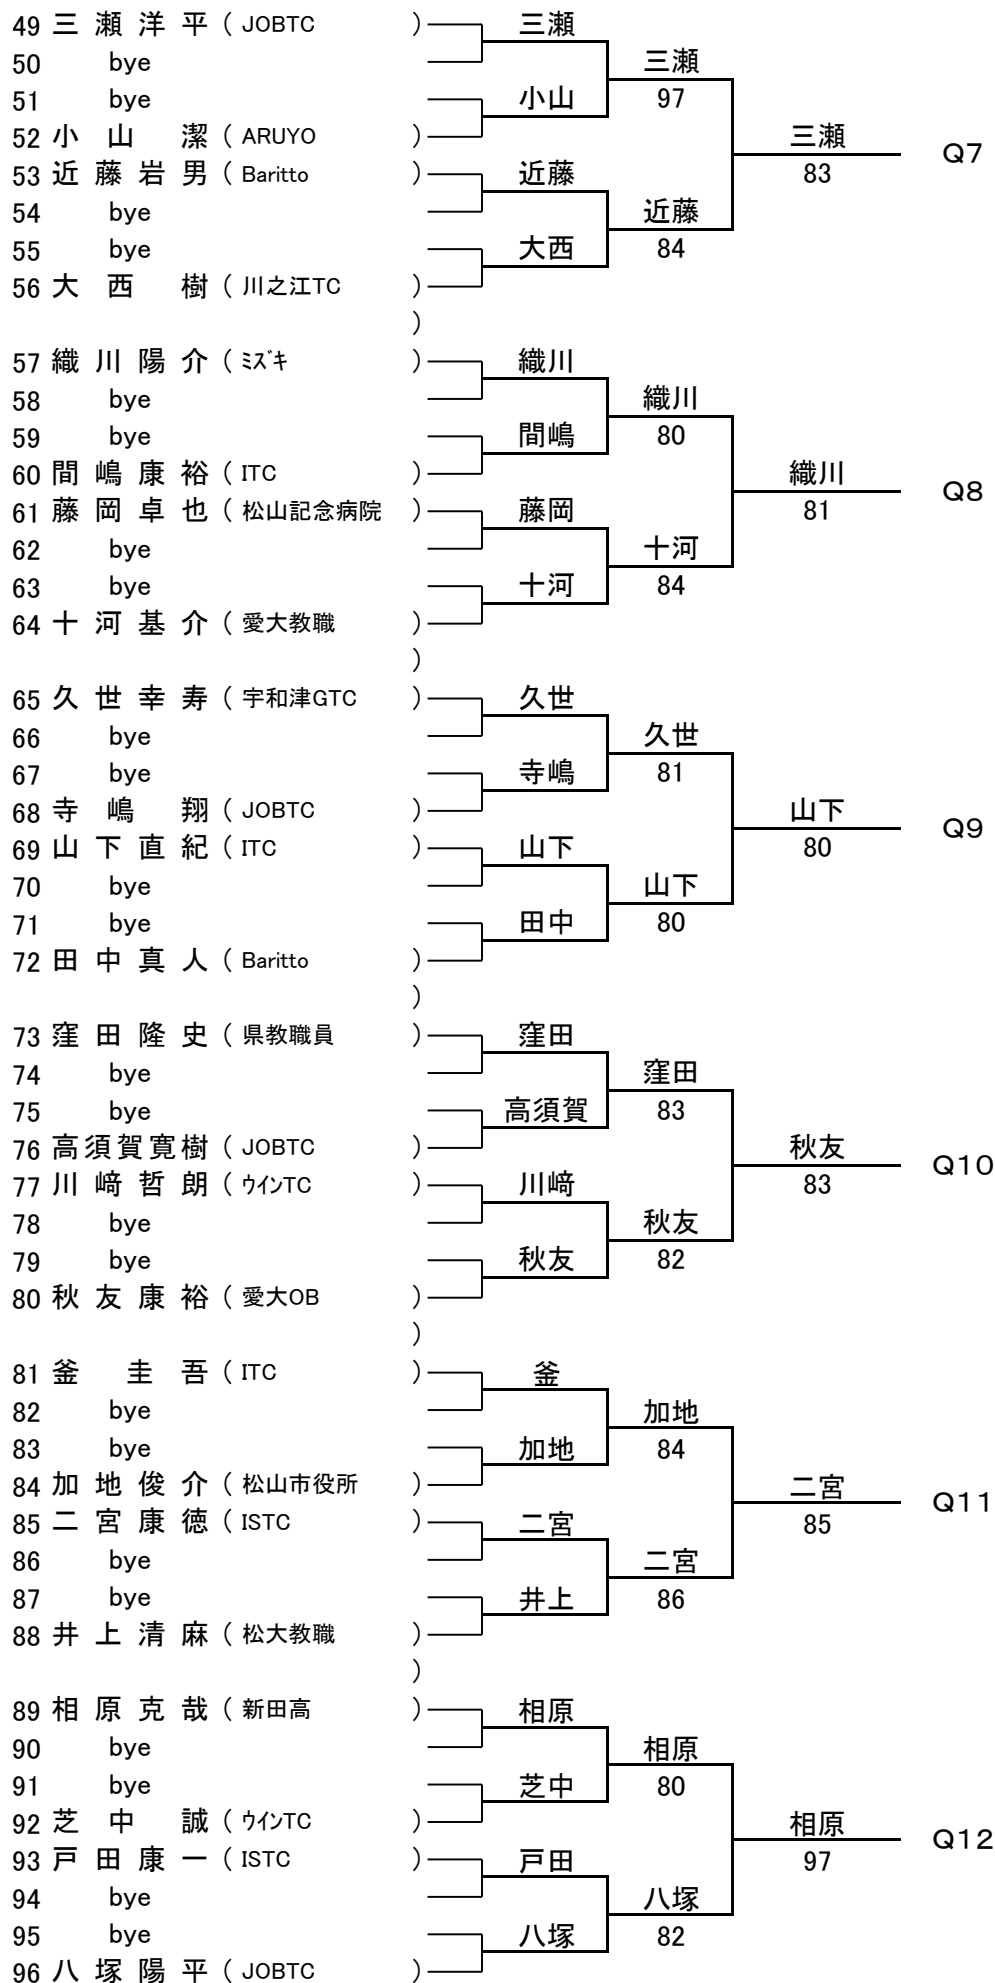 49 三 瀬 洋 平 ( JOBTC ) 三瀬
50 bye 三瀬
51 bye 小山 97
52 小 山 潔 ( ARUYO ) 三瀬 Q7
53 近 藤 岩 男 ( Baritto ) 近藤 83
54 bye 近藤
55 bye 大西 84
56 大 西 樹 ( 川之江TC )
)
57 織 川 陽 介 ( ﾐｽﾞｷ ) 織川
58 bye 織川
59 bye 間嶋 80
60 間 嶋 康 裕 ( ITC ) 織川 Q8
61 藤 岡 卓 也 ( 松山記念病院 ) 藤岡 81
62 bye 十河
63 bye 十河 84
64 十 河 基 介 ( 愛大教職 )
)
65 久 世 幸 寿 ( 宇和津GTC ) 久世
66 bye 久世
67 bye 寺嶋 81
68 寺 嶋 翔 ( JOBTC ) 山下 Q9
69 山 下 直 紀 ( ITC ) 山下 80
70 bye 山下
71 bye 田中 80
72 田 中 真 人 ( Baritto )
)
73 窪 田 隆 史 ( 県教職員 ) 窪田
74 bye 窪田
75 bye 高須賀 83
76 高須賀寛樹 ( JOBTC ) 秋友 Q10
77 川 﨑 哲 朗 ( ｳｲﾝTC ) 川﨑 83
78 bye 秋友
79 bye 秋友 82
80 秋 友 康 裕 ( 愛大OB )
)
81 釜 圭 吾 ( ITC ) 釜
82 bye 加地
83 bye 加地 84
84 加 地 俊 介 ( 松山市役所 ) 二宮 Q11
85 二 宮 康 徳 ( ISTC ) 二宮 85
86 bye 二宮
87 bye 井上 86
88 井 上 清 麻 ( 松大教職 )
)
89 相 原 克 哉 ( 新田高 ) 相原
90 bye 相原
91 bye 芝中 80
92 芝 中 誠 ( ｳｲﾝTC ) 相原 Q12
93 戸 田 康 一 ( ISTC ) 戸田 97
94 bye 八塚
95 bye 八塚 82
96 八 塚 陽 平 ( JOBTC )